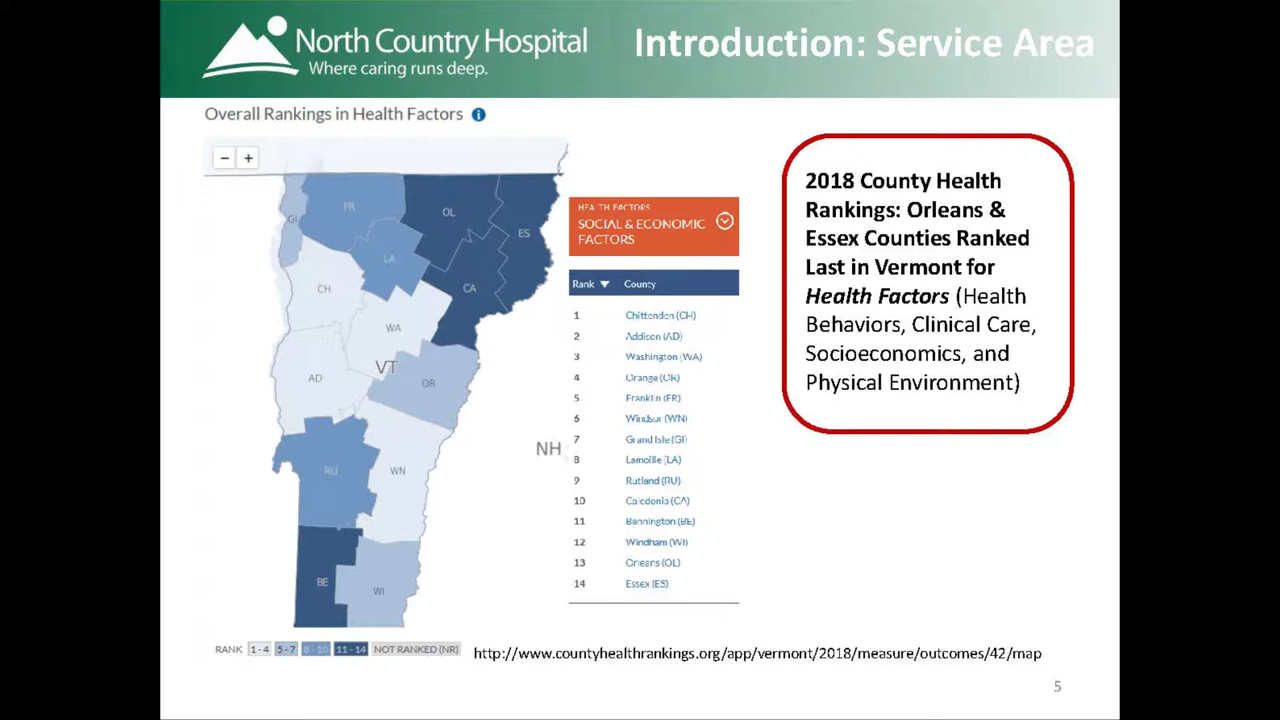 North Country Hospital
Where caring runs deep.
Introduction: Service Area
Overall Rankings in Health Factors
GI
FR
OL
ES
LA
CH
CA
WA
VT
AD
OR
NH
RU
WN
BE
WI
HEALTH FACTORS
SOCIAL & ECONOMIC
FACTORS
Rank County
1 Chittenden (CH)
2 Addison (AD)
3 Washington (WA)
4 Orange (OR)
5 Franklin (FR)
6 Windsor (WN)
7 Grand Isle (GI)
8 Lamoille (LA)
9 Rutland (RU)
10 Caledonia (CA)
11 Bennington (BE)
12 Windham (WI)
13 Orleans (OL)
14 Essex (ES)
2018 County Health
Rankings: Orleans &
Essex Counties Ranked
Last in Vermont for
Health Factors (Health
Behaviors, Clinical Care,
Socioeconomics, and
Physical Environment)
RANK 1 - 4 5 - 7 8 - 10 11 - 14 NOT RANKED (NR)
http://www.countyhealthrankings.org/app/vermont/2018/measure/outcomes/42/map
5